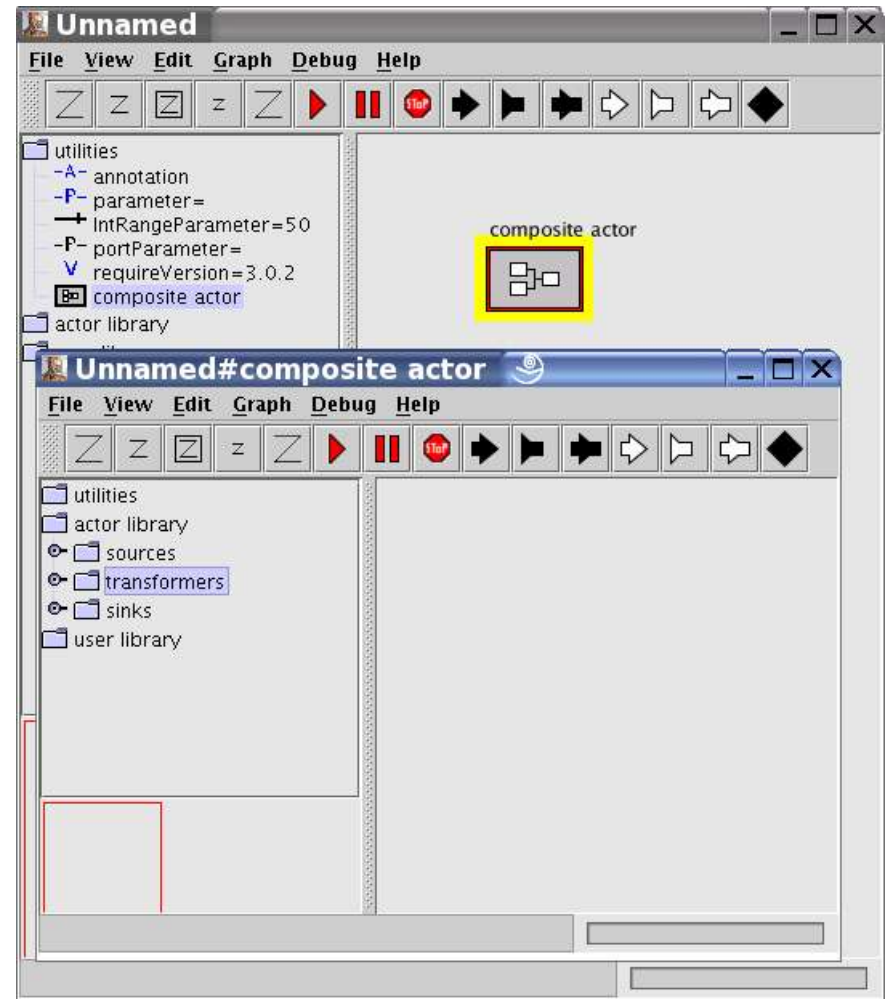 Unnamed
File View Edit Graph Debug Help
Z Z Z Z Z STOP
utilities
-A- annotation
-P- parameter=
IntRangeParameter=50
-P- portParameter=
V requireVersion=3.0.2
composite actor
actor library
composite actor
Unnamed#composite actor
File View Edit Graph Debug Help
Z Z Z Z Z STOP
utilities
actor library
sources
transformers
sinks
user library